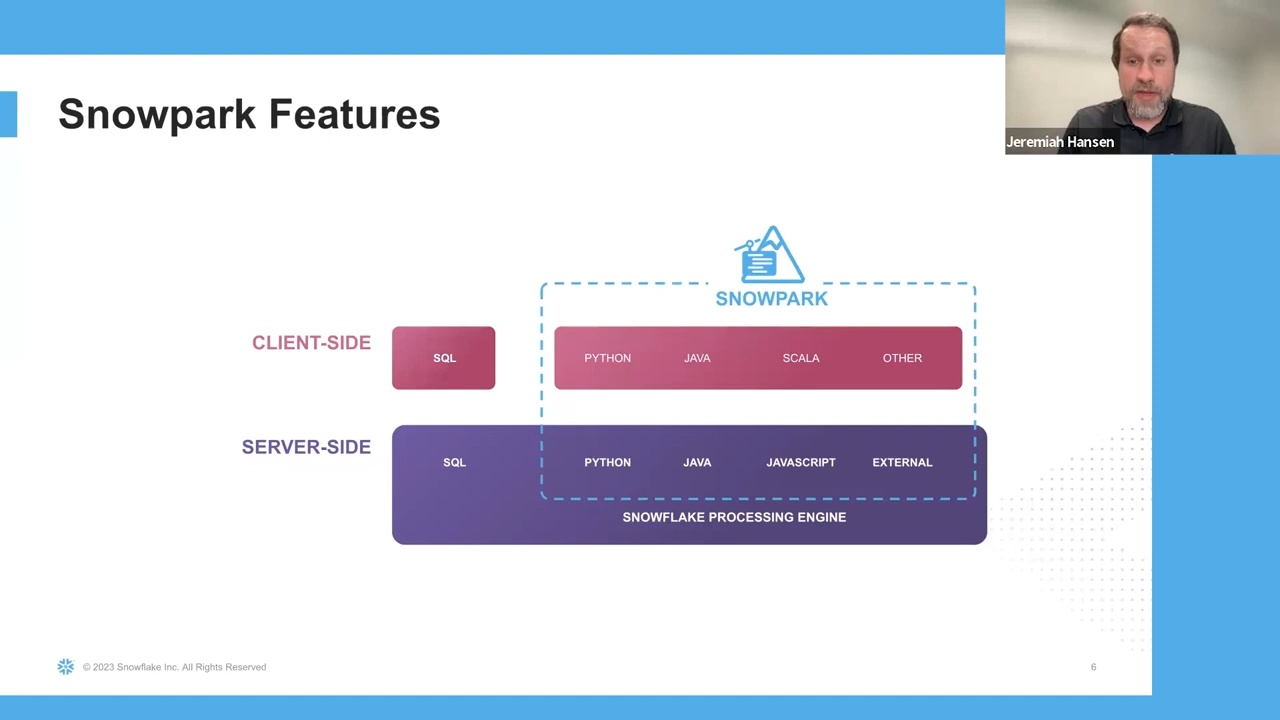 Snowpark Features
Jeremiah Hansen
SNOWPARK
CLIENT-SIDE
SQL
PYTHON JAVA SCALA OTHER
SERVER-SIDE
SQL PYTHON JAVA JAVASCRIPT EXTERNAL
SNOWFLAKE PROCESSING ENGINE
© 2023 Snowflake Inc. All Rights Reserved
6